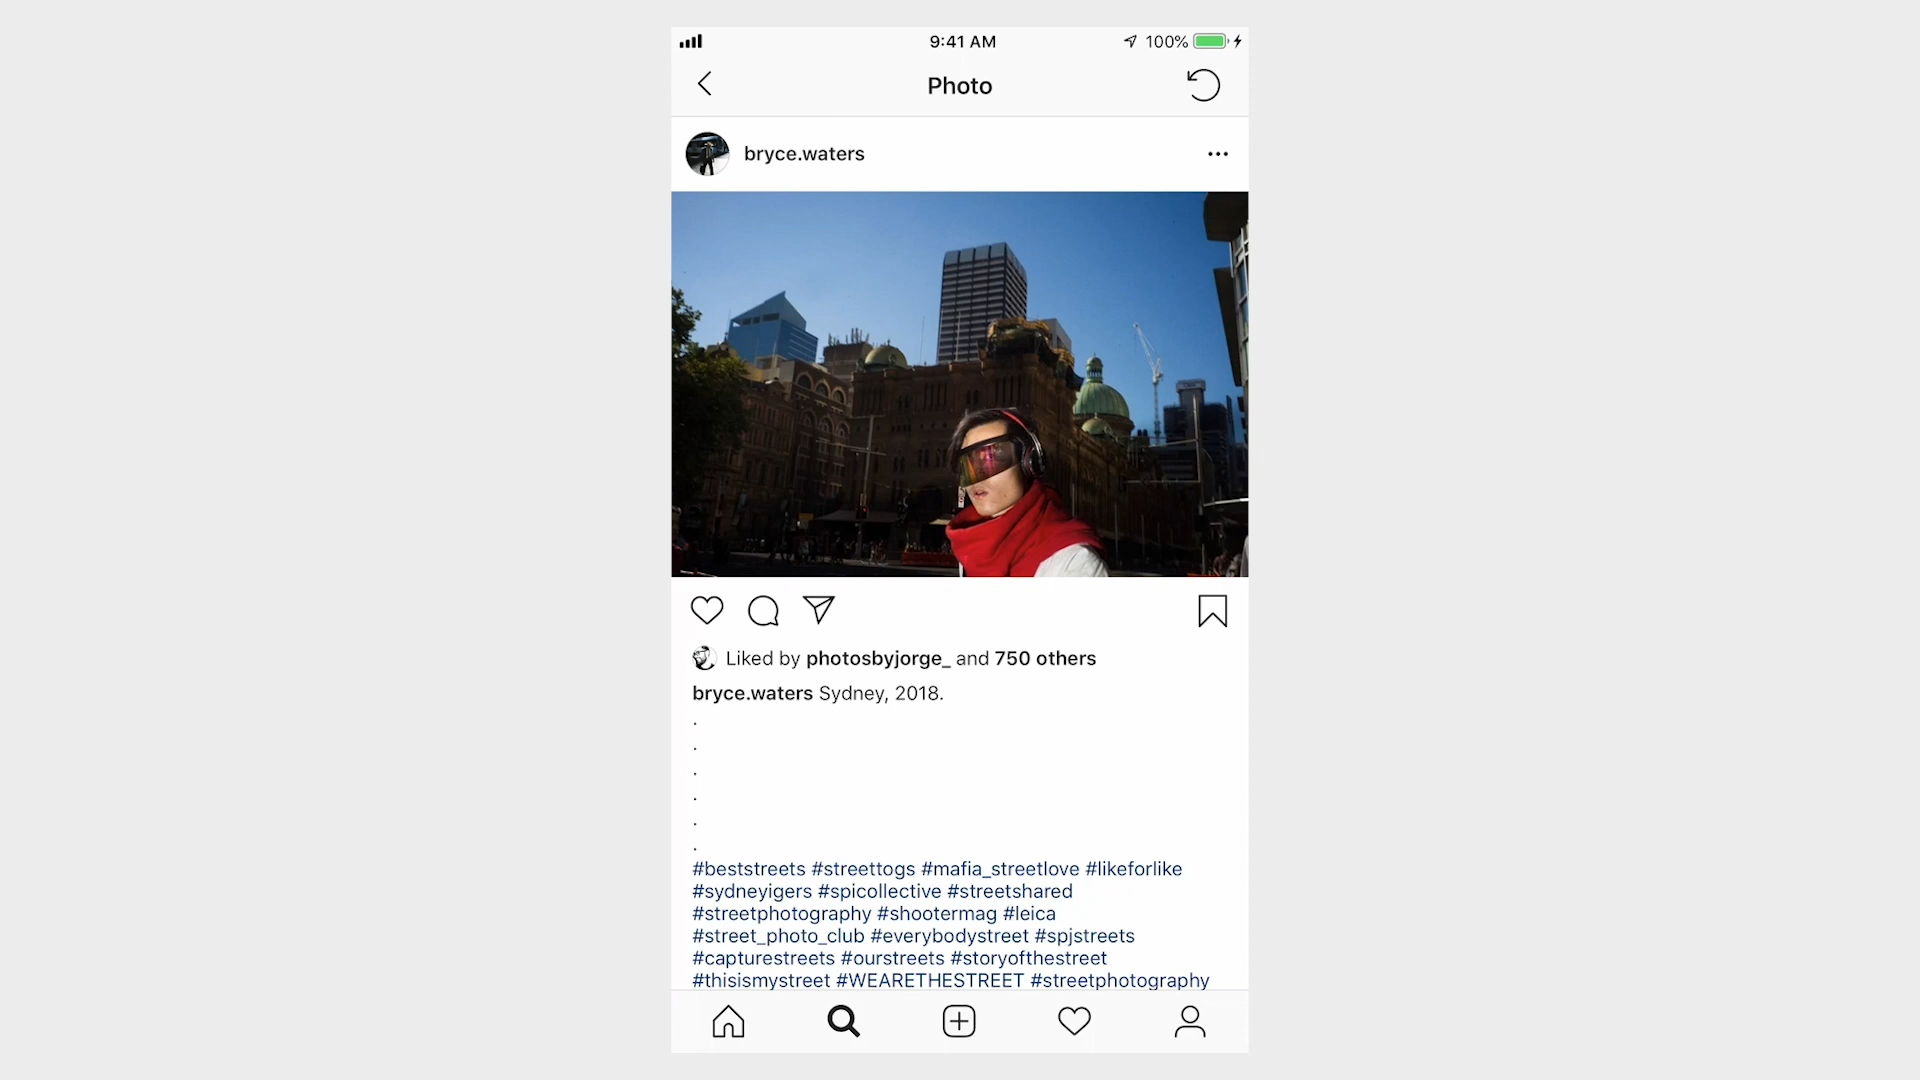 9:41 AM
100%
Photo
bryce.waters
Liked by photosbyjorge_ and 750 others
bryce.waters Sydney, 2018.
.
.
.
.
.
.
#beststreets #streettogs #mafia_streetlove #likeforlike
#sydneyigers #spicollective #streetshared
#streetphotography #shootermag #leica
#street_photo_club #everybodystreet #spjstreets
#capturestreets #ourstreets #storyofthestreet
#thisismystreet #WEARETHESTREET #streetphotography